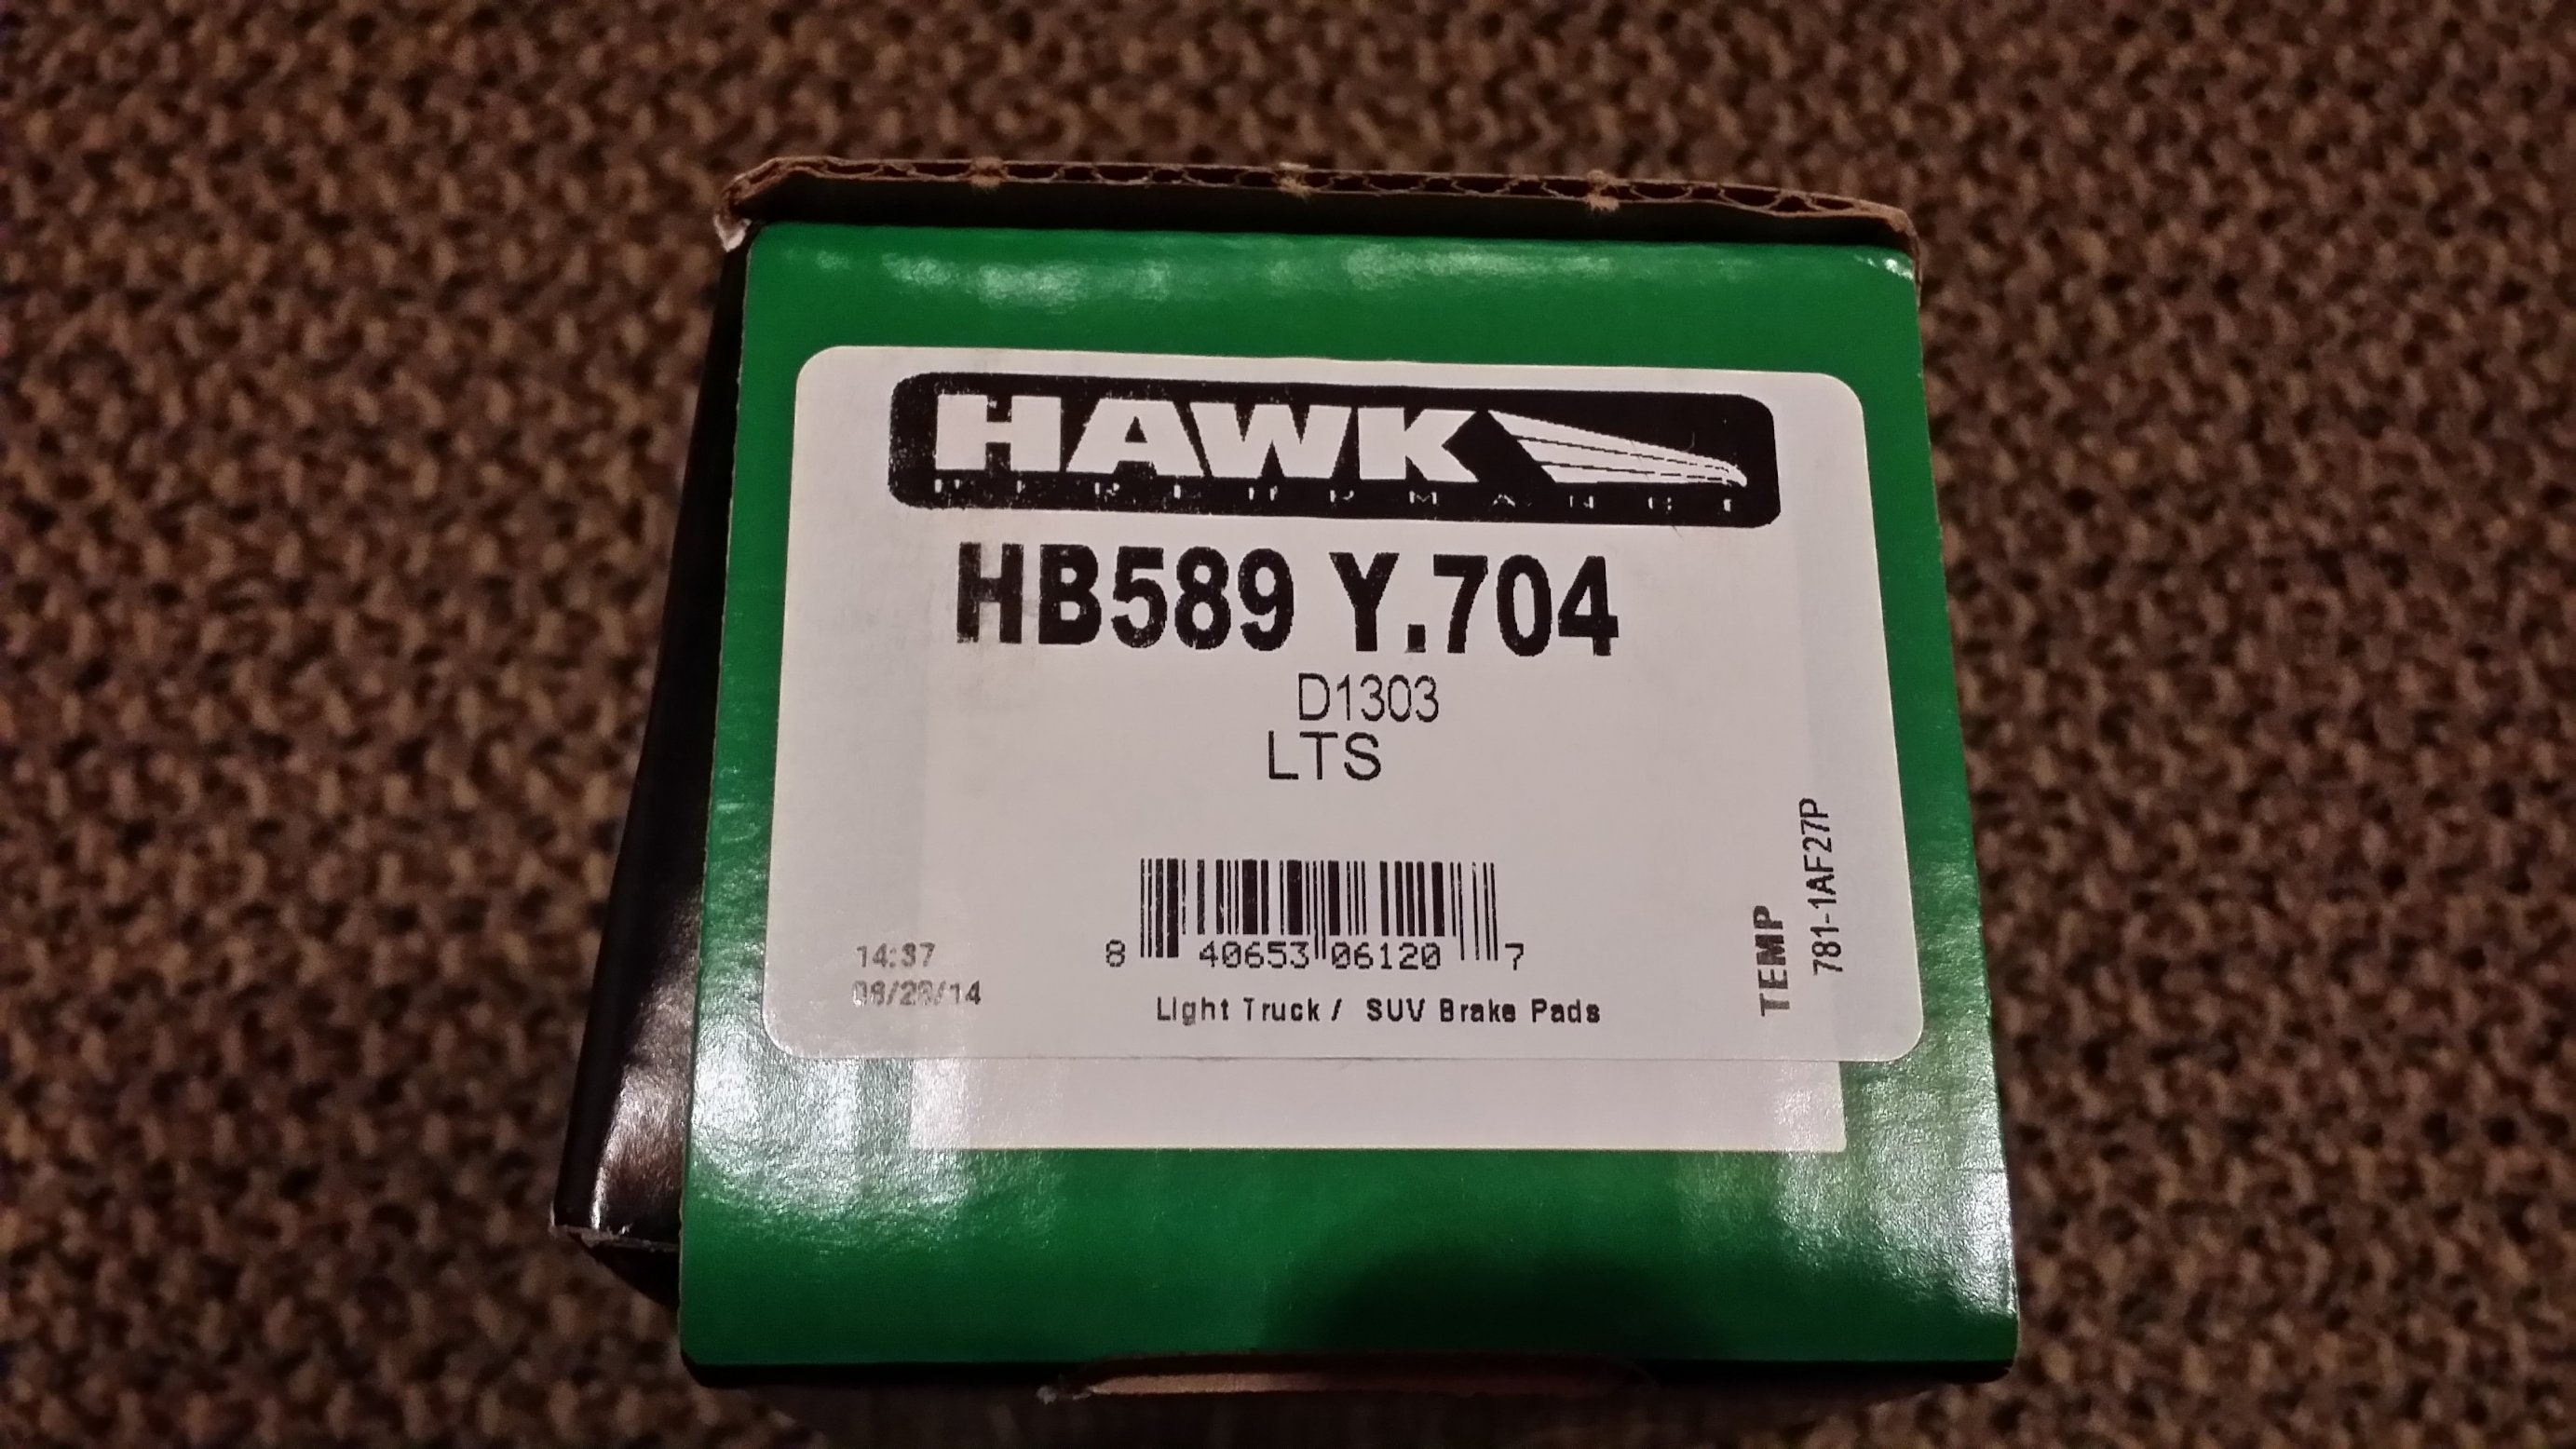 HAWK
PERFORMANCE
HB589 Y.704
D1303
LTS
8 40653 06120 7
14:37
Light Truck / SUV Brake Pads
TEMP
781-1AF27P